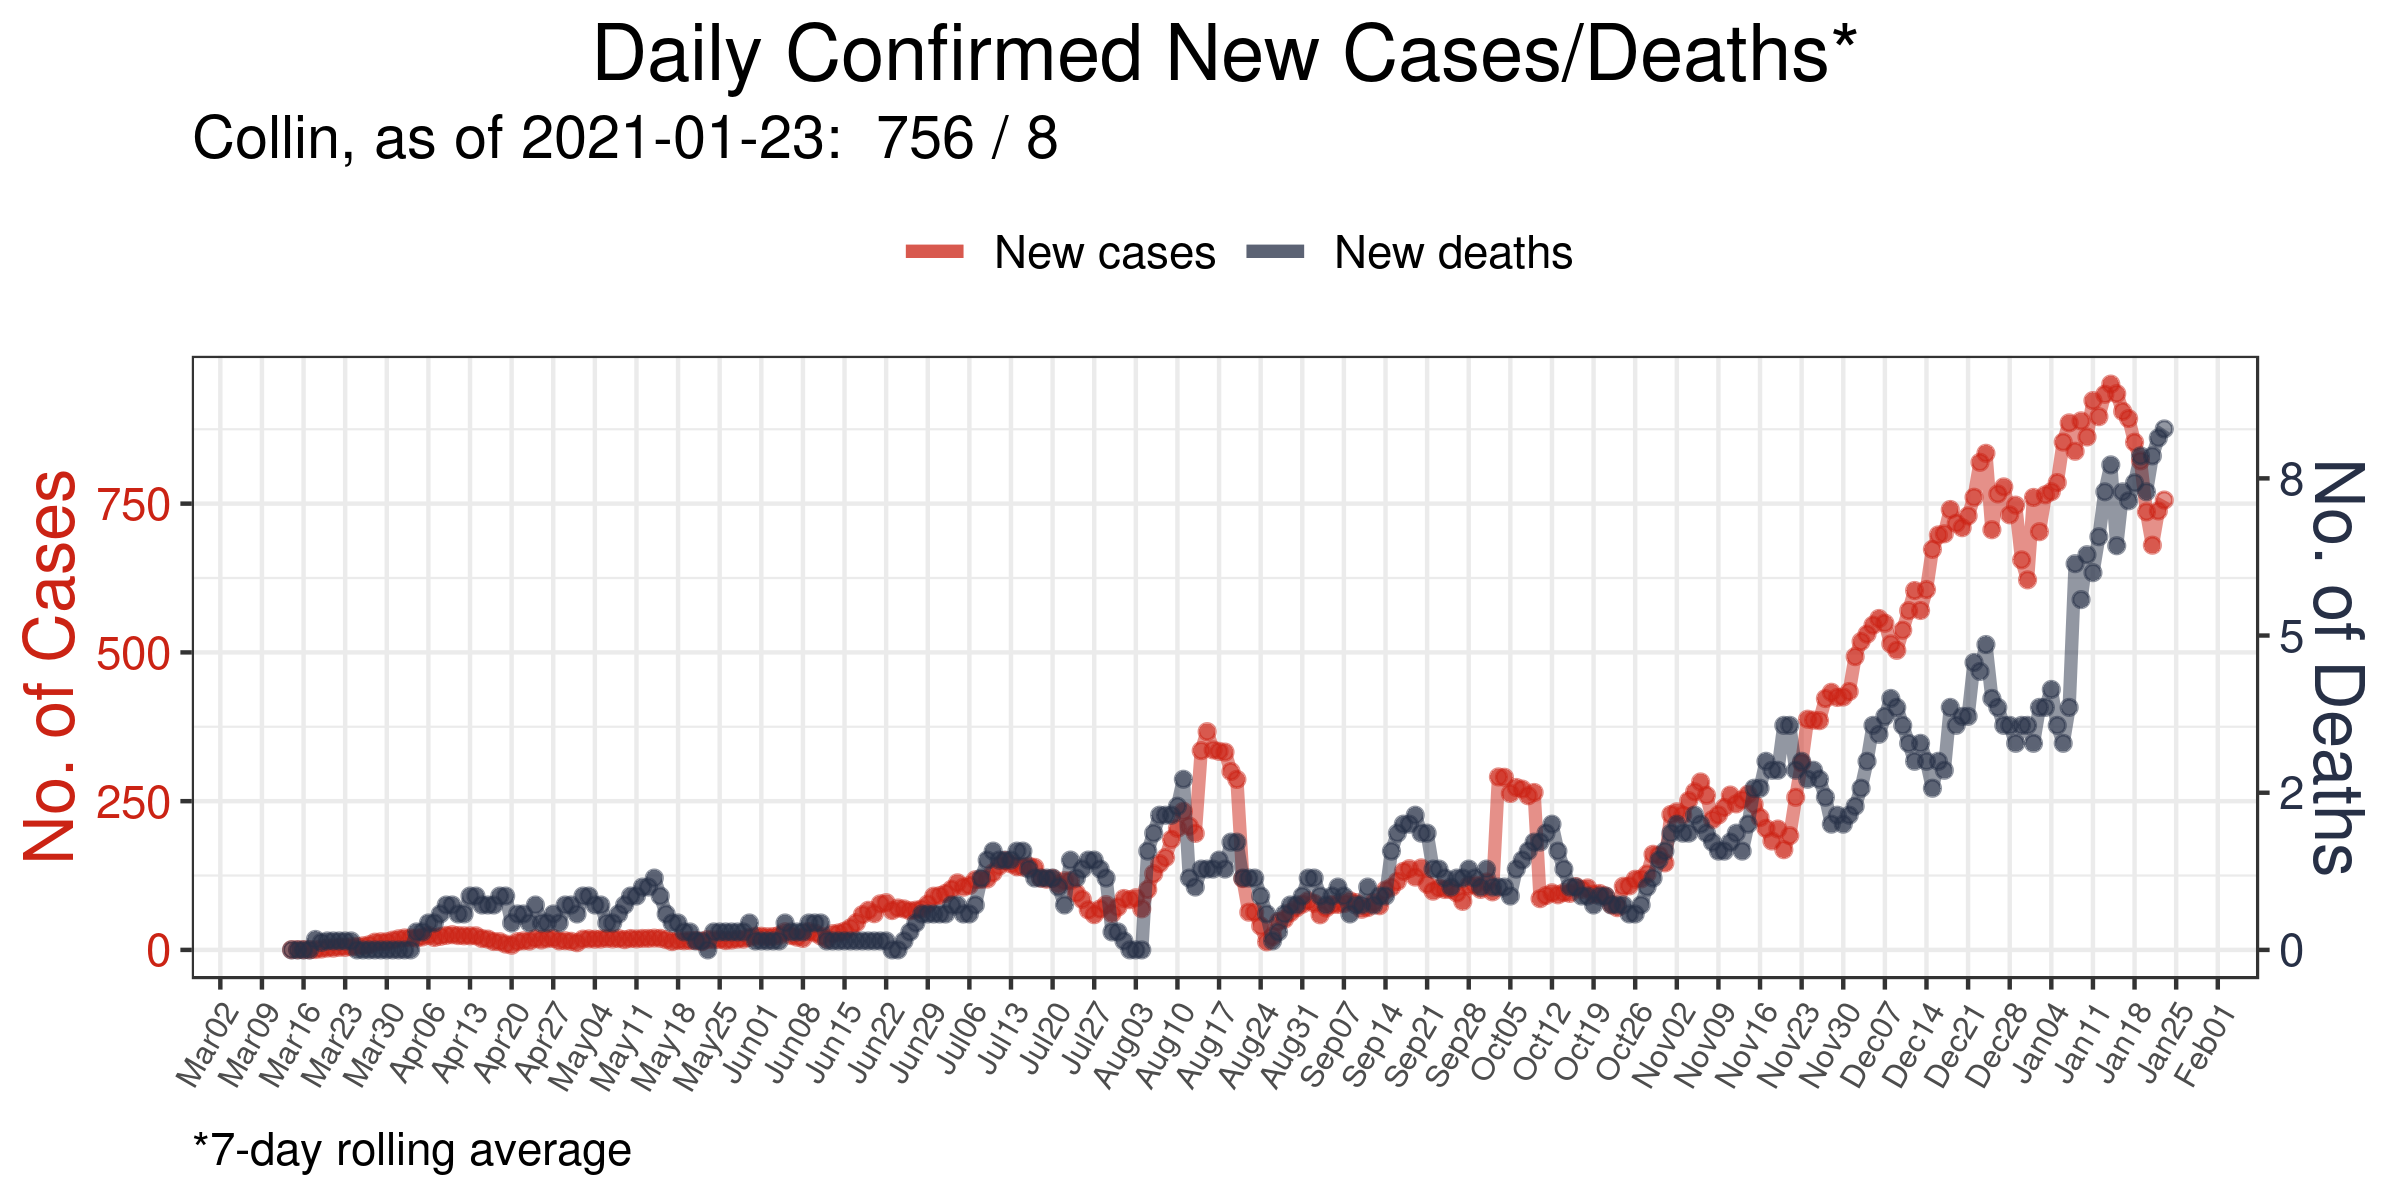 Daily Confirmed New Cases/Deaths*
Collin, as of 2021-01-23:  756 / 8
New cases
New deaths
No. of Cases
750
500
250
0
8
5
2
0
No. of Deaths
Mar02
Mar09
Mar16
Mar23
Mar30
Apr06
Apr13
Apr20
Apr27
May04
May11
May18
May25
Jun01
Jun08
Jun15
Jun22
Jun29
Jul06
Jul13
Jul20
Jul27
Aug03
Aug10
Aug17
Aug24
Aug31
Sep07
Sep14
Sep21
Sep28
Oct05
Oct12
Oct19
Oct26
Nov02
Nov09
Nov16
Nov23
Nov30
Dec07
Dec14
Dec21
Dec28
Jan04
Jan11
Jan18
Jan25
Feb01
*7-day rolling average